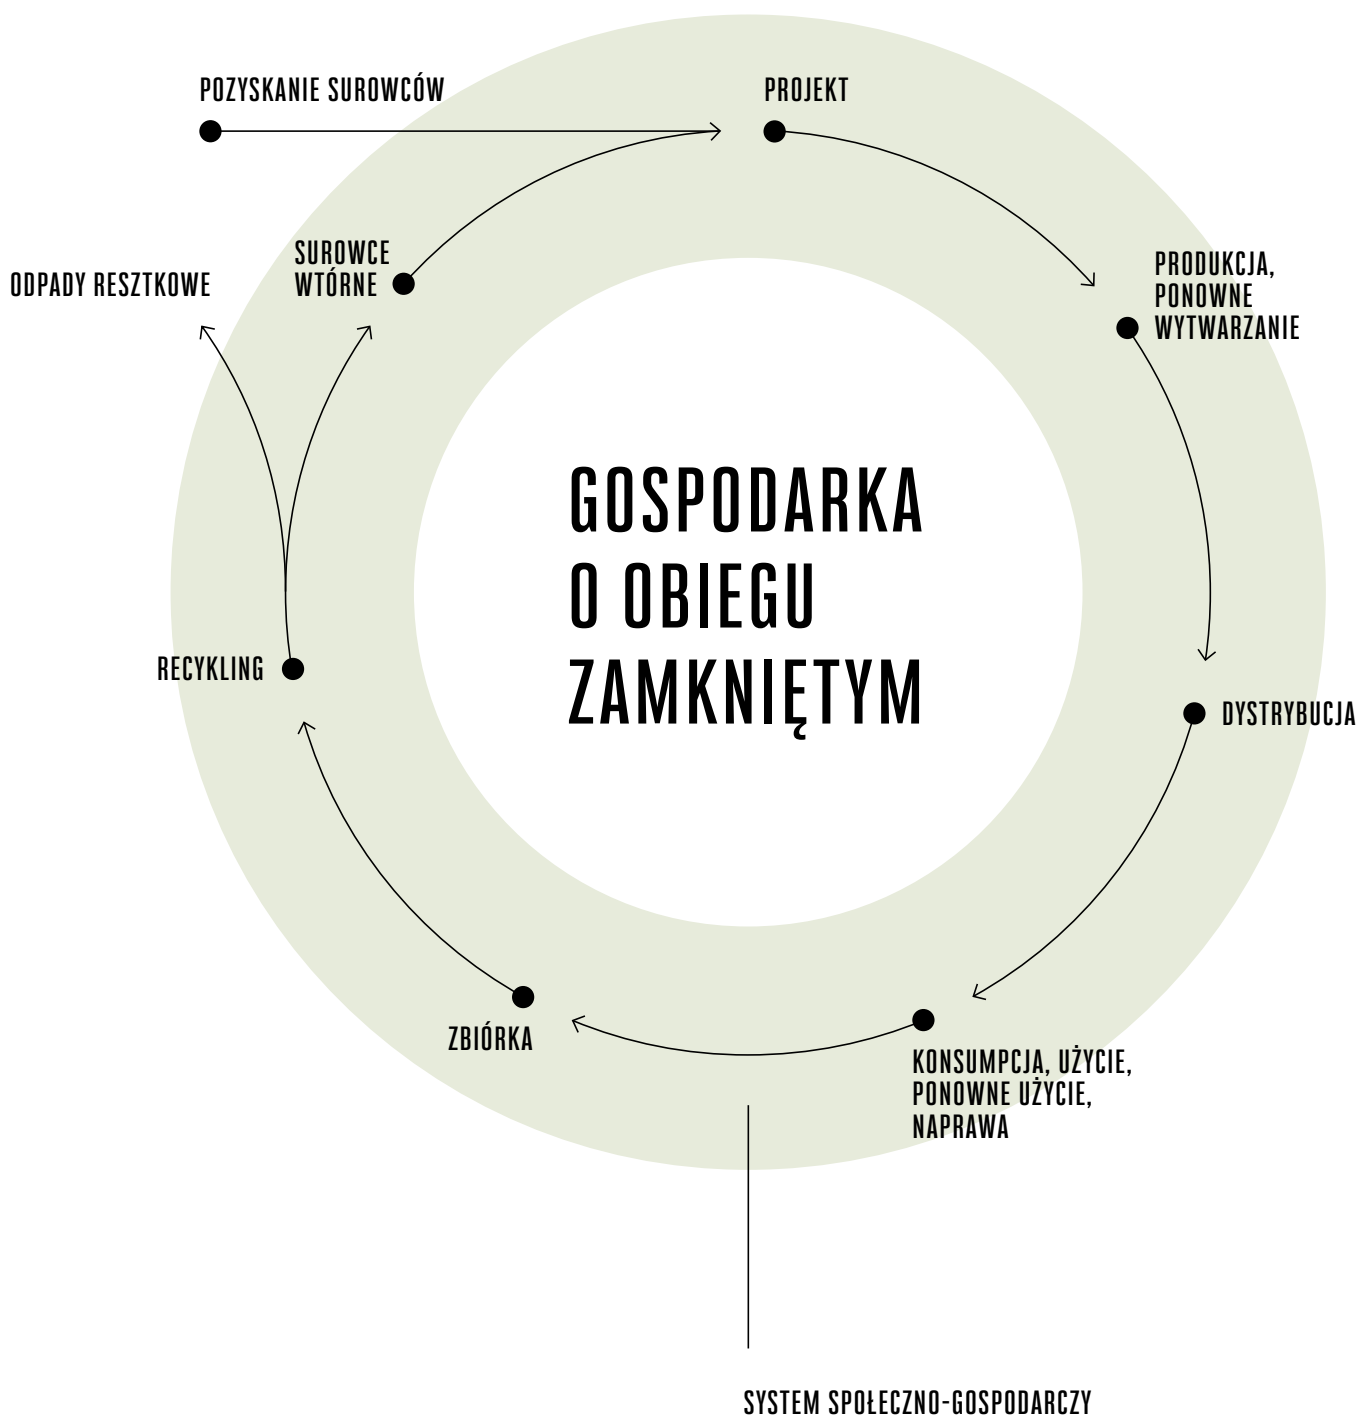 POZYSKANIE SUROWCÓW
PROJEKT
SUROWCE
WTÓRNE
ODPADY RESZTKOWE
PRODUKCJA,
PONOWNE
WYTWARZANIE
GOSPODARKA
O OBIEGU
ZAMKNIĘTYM
RECYKLING
DYSTRYBUCJA
ZBIÓRKA
KONSUMPCJA, UŻYCIE,
PONOWNE UŻYCIE,
NAPRAWA
SYSTEM SPOŁECZNO-GOSPODARCZY